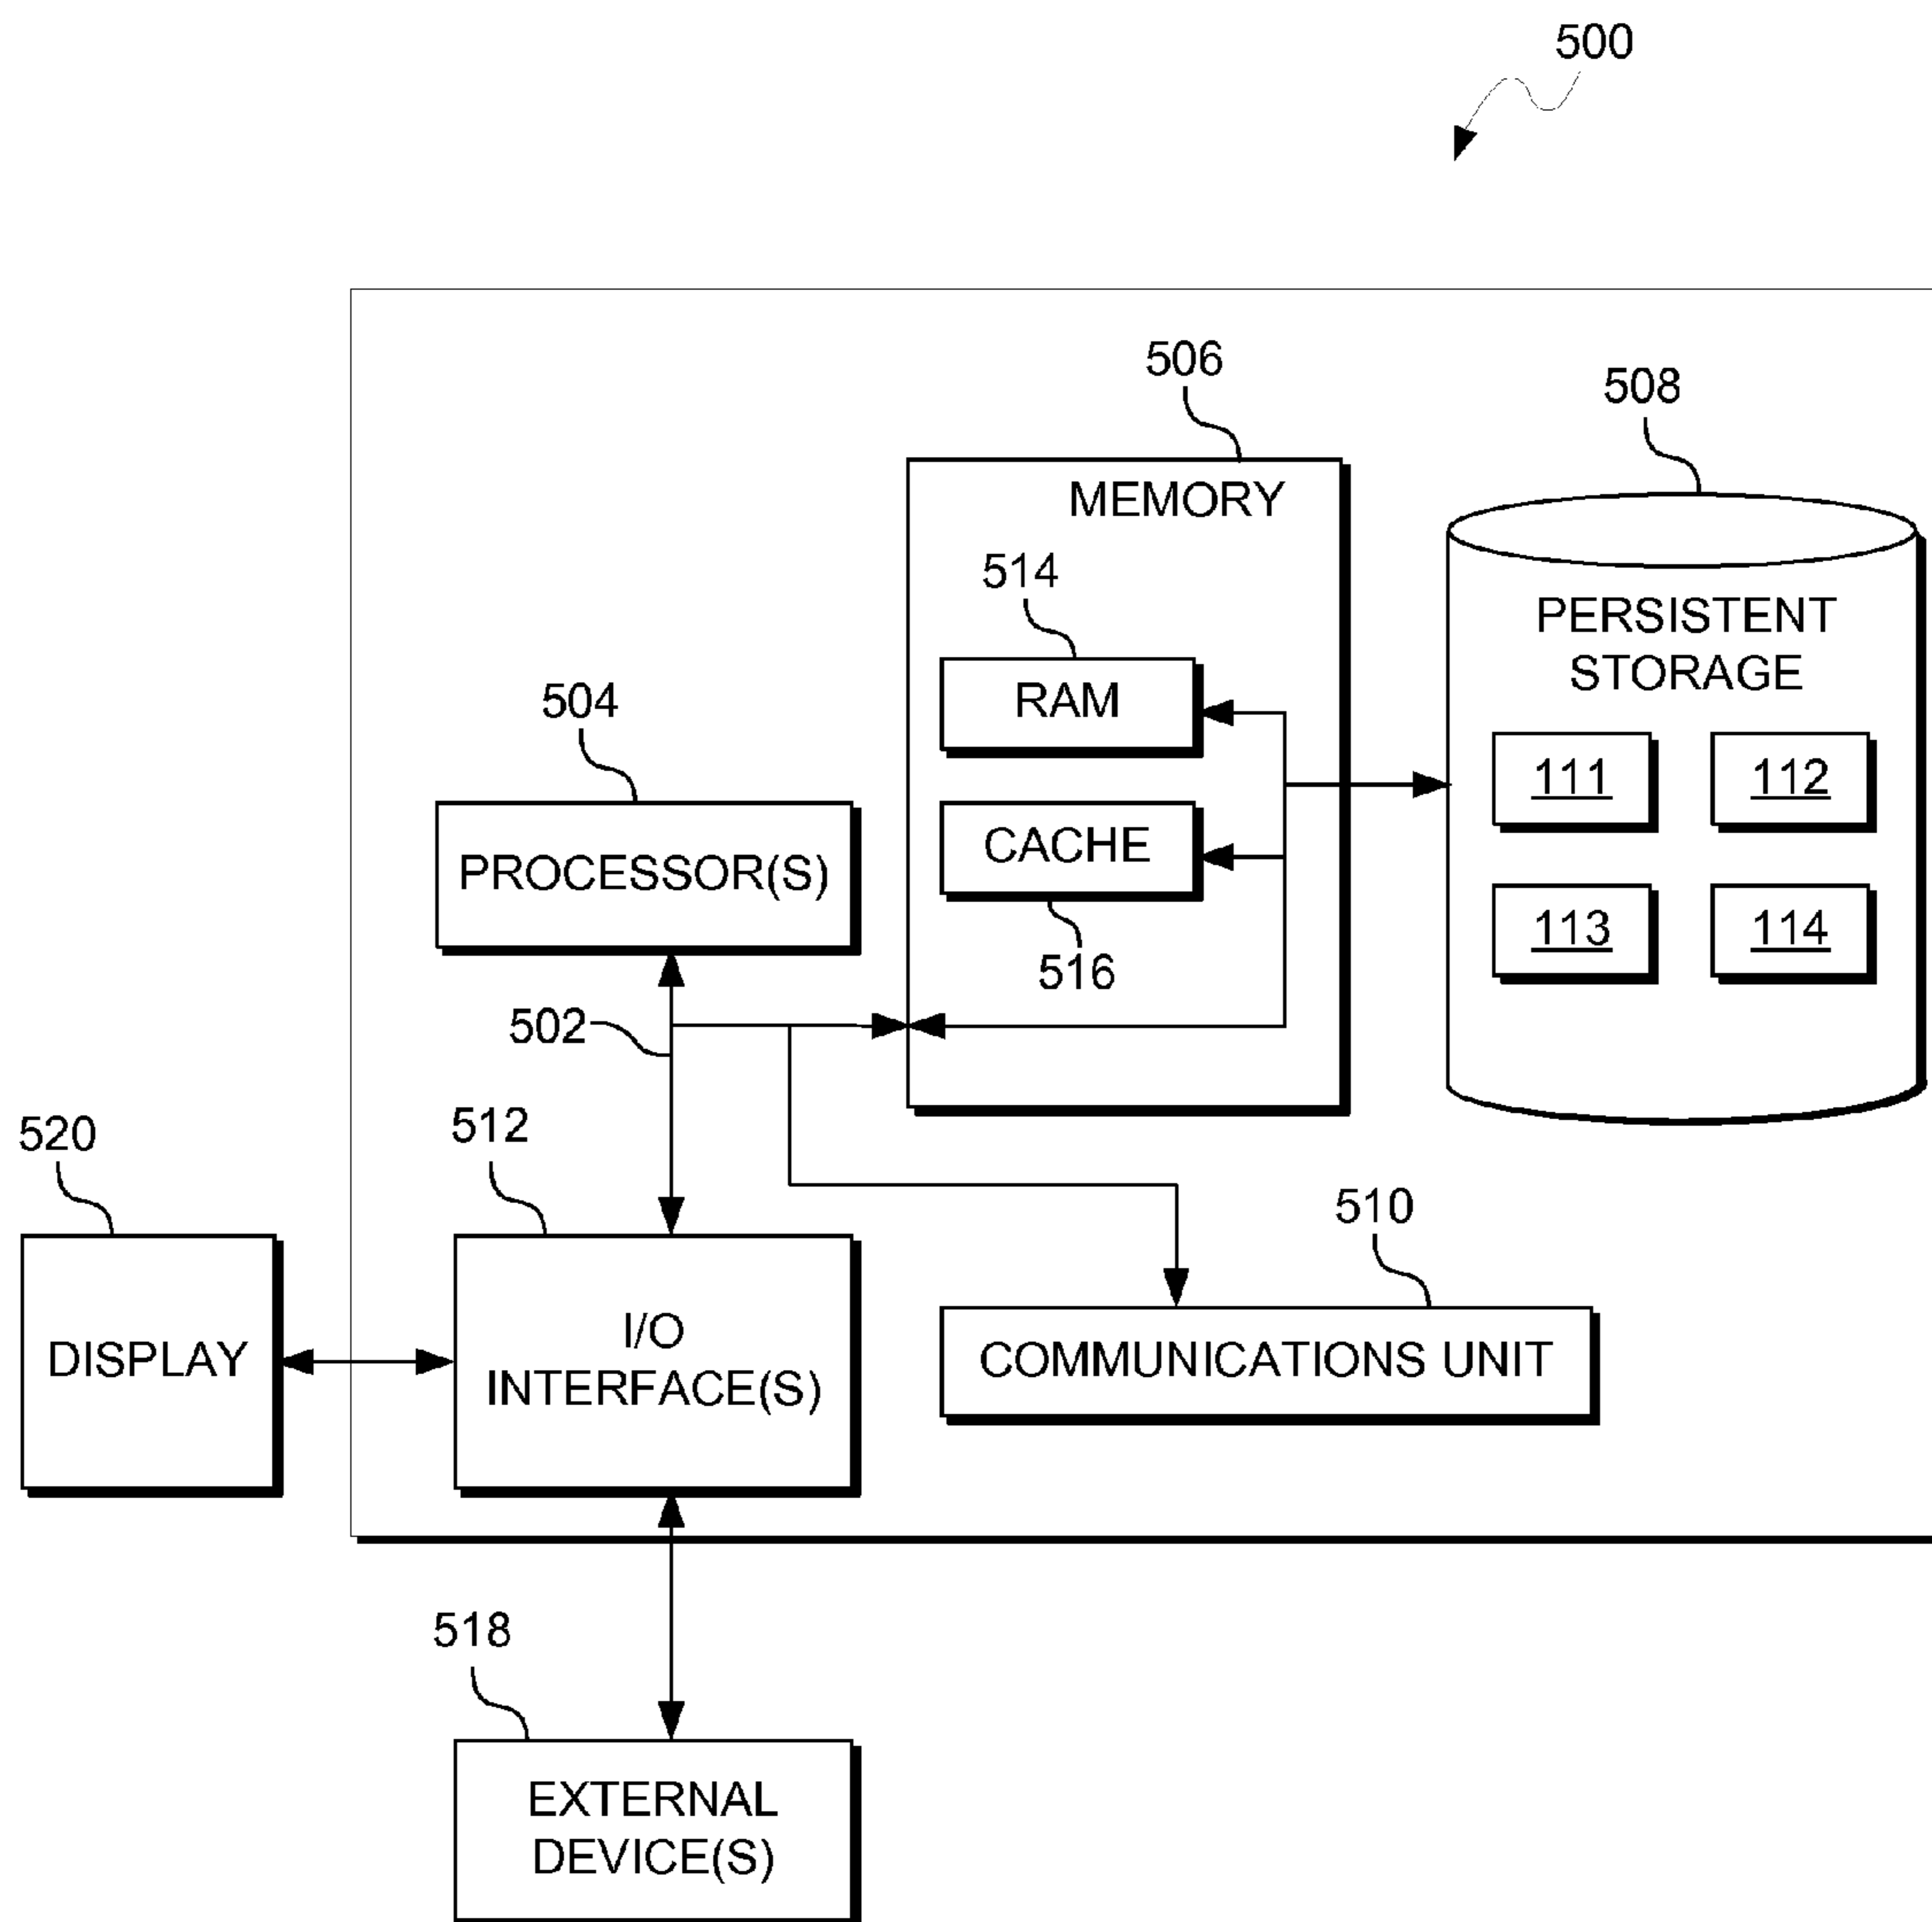 500
506
508
MEMORY
514
PERSISTENT
STORAGE
RAM
504
111
112
CACHE
PROCESSOR(S)
113
114
516
502
512
520
510
I/O
INTERFACE(S)
DISPLAY
COMMUNICATIONS UNIT
518
EXTERNAL
DEVICE(S)